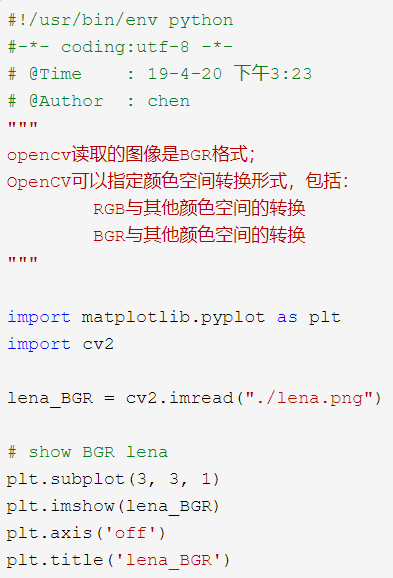 #!/usr/bin/env python
#-*- coding:utf-8 -*-
# @Time    : 19-4-20 下午3:23
# @Author  : chen
"""
opencv读取的图像是BGR格式;
OpenCV可以指定颜色空间转换形式，包括：
        RGB与其他颜色空间的转换
        BGR与其他颜色空间的转换
"""
import matplotlib.pyplot as plt
import cv2
lena_BGR = cv2.imread("./lena.png")
# show BGR lena
plt.subplot(3, 3, 1)
plt.imshow(lena_BGR)
plt.axis('off')
plt.title('lena_BGR')